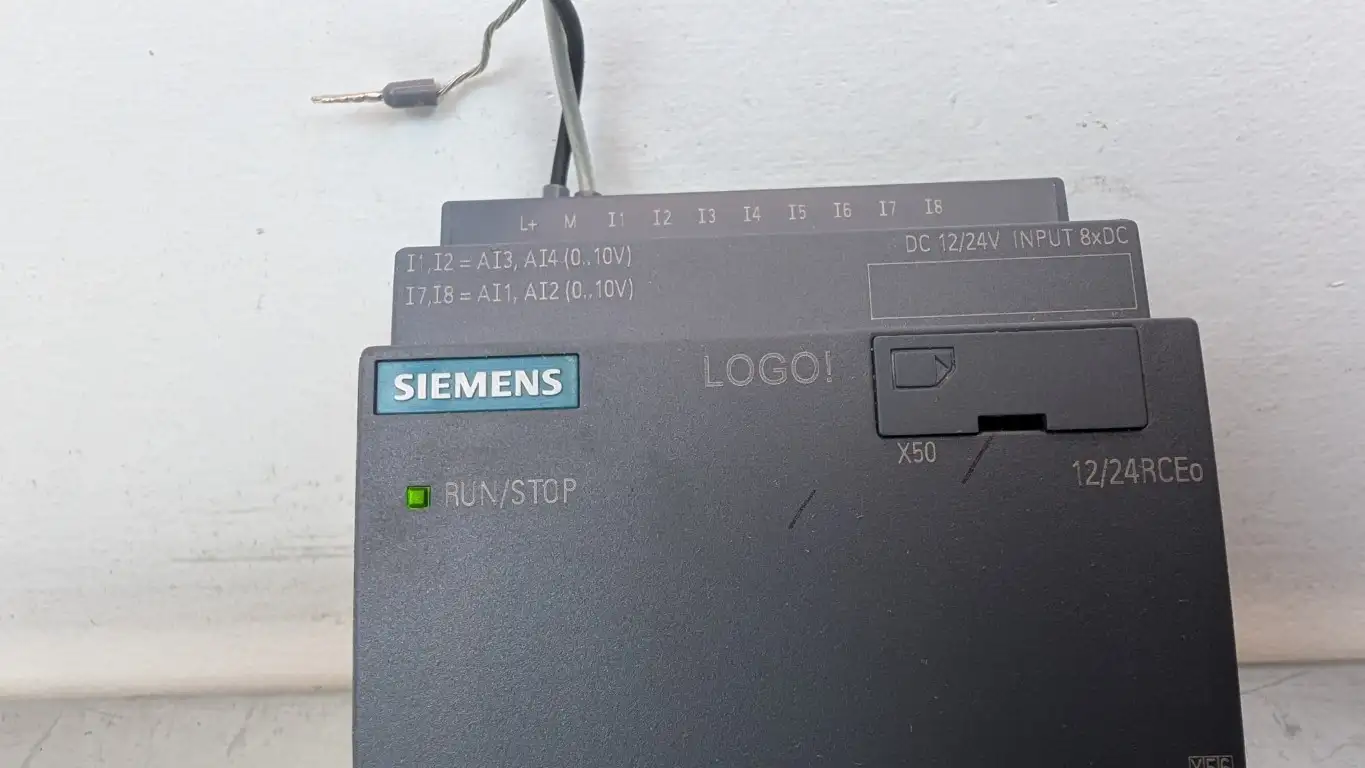 L+ M I1 I2 I3 I4 I5 I6 I7 I8
I1,I2 = AI3, AI4 (0..10V)
I7,I8 = AI1, AI2 (0..10V)
DC 12/24V INPUT 8xDC
SIEMENS
LOGO!
X50
12/24RCEo
RUN/STOP